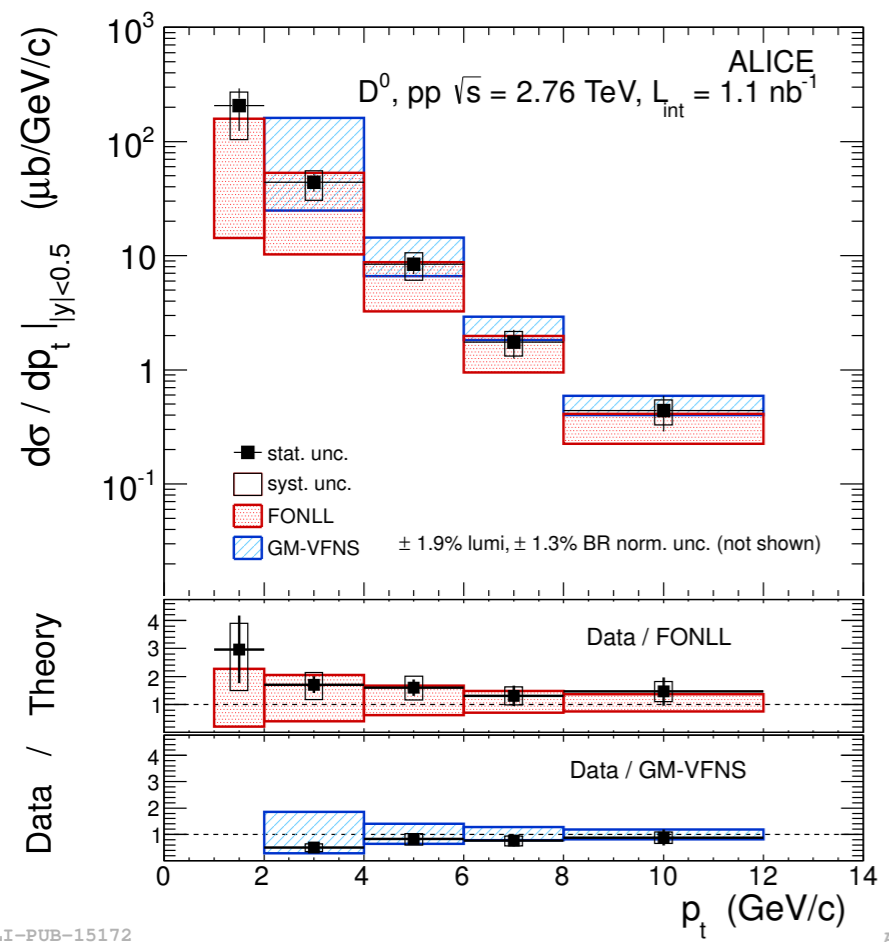 ALICE
D⁰, pp √s = 2.76 TeV, L_int = 1.1 nb⁻¹
dσ / dp_t |_|y|<0.5 (μb/GeV/c)
10³
10²
10
1
10⁻¹
stat. unc.
syst. unc.
FONLL
GM-VFNS
± 1.9% lumi, ± 1.3% BR norm. unc. (not shown)
Data / Theory
4
3
2
1
Data / FONLL
4
3
2
1
Data / GM-VFNS
0 2 4 6 8 10 12 14
p_t (GeV/c)
LI-PUB-15172